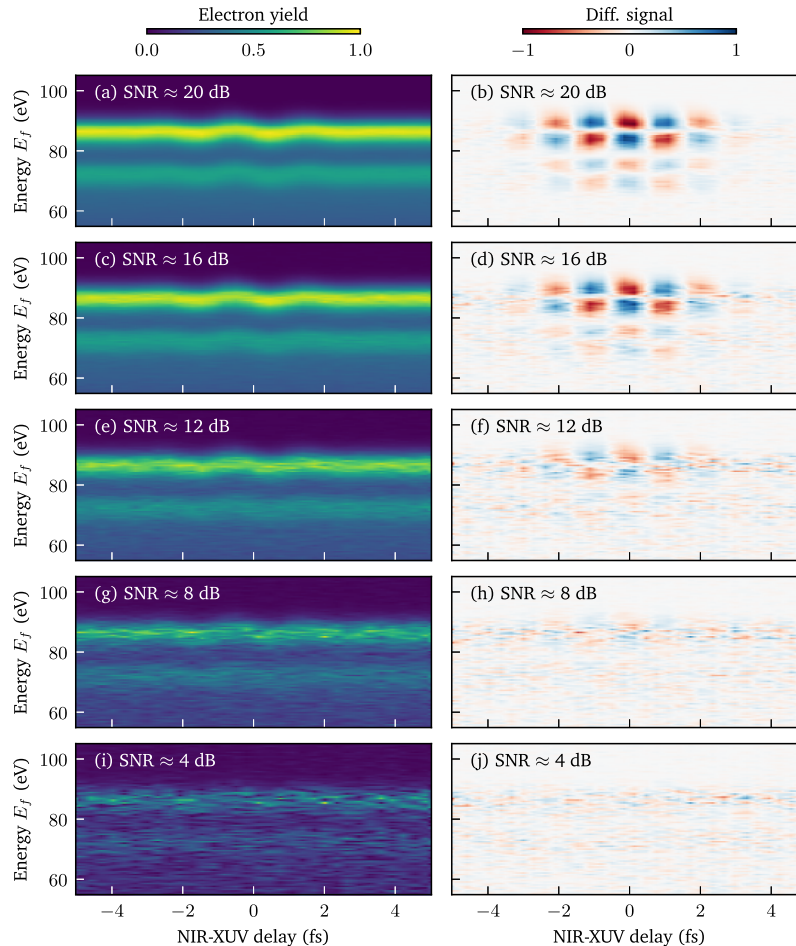 Electron yield Diff. signal
0.0 0.5 1.0 −1 0 1
(a) SNR ≈ 20 dB (b) SNR ≈ 20 dB
Energy E_f (eV)
100
80
60
(c) SNR ≈ 16 dB (d) SNR ≈ 16 dB
Energy E_f (eV)
100
80
60
(e) SNR ≈ 12 dB (f) SNR ≈ 12 dB
Energy E_f (eV)
100
80
60
(g) SNR ≈ 8 dB (h) SNR ≈ 8 dB
Energy E_f (eV)
100
80
60
(i) SNR ≈ 4 dB (j) SNR ≈ 4 dB
Energy E_f (eV)
100
80
60
−4 −2 0 2 4 −4 −2 0 2 4
NIR-XUV delay (fs) NIR-XUV delay (fs)